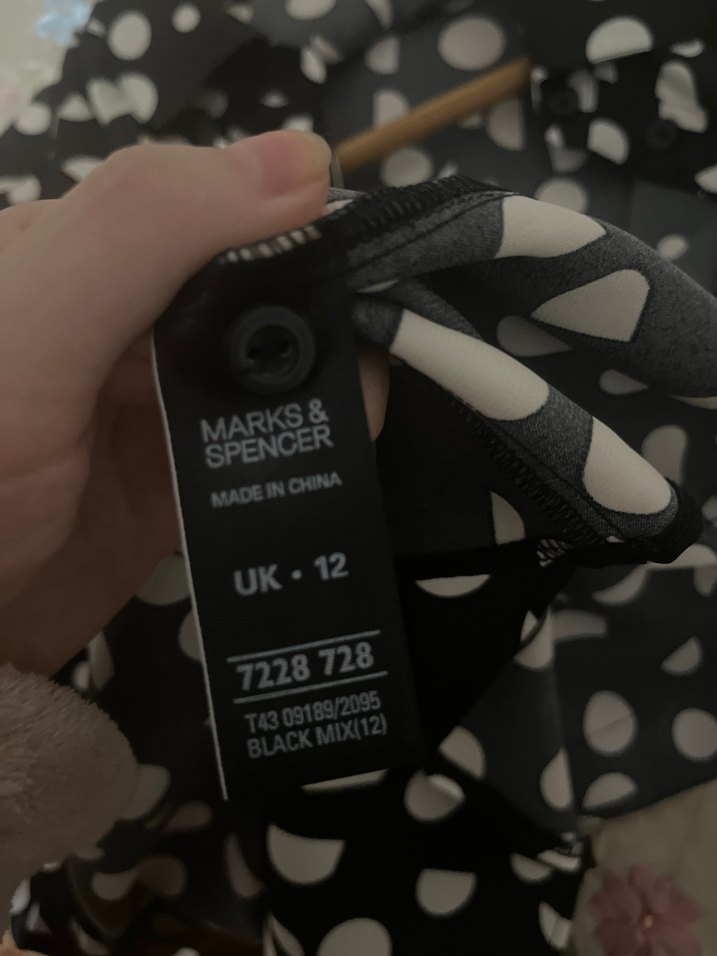 MARKS &
SPENCER
MADE IN CHINA
UK • 12
7228 728
T43 09189/2095
BLACK MIX(12)